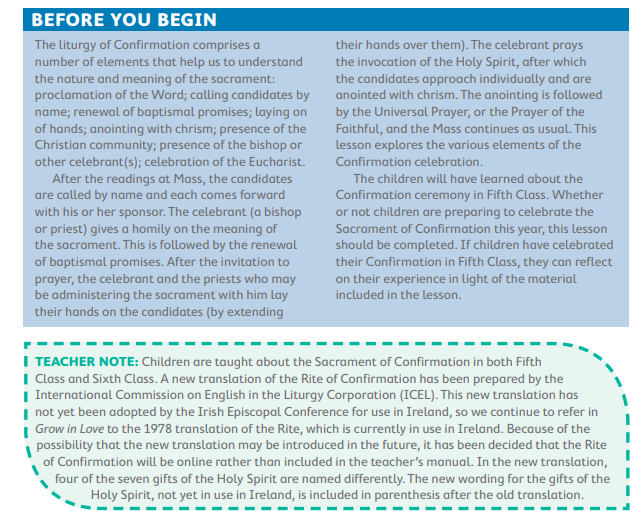 BEFORE YOU BEGIN
The liturgy of Confirmation comprises a
number of elements that help us to understand
the nature and meaning of the sacrament:
proclamation of the Word; calling candidates by
name; renewal of baptismal promises; laying on
of hands; anointing with chrism; presence of the
Christian community; presence of the bishop or
other celebrant(s); celebration of the Eucharist.
After the readings at Mass, the candidates
are called by name and each comes forward
with his or her sponsor. The celebrant (a bishop
or priest) gives a homily on the meaning of
the sacrament. This is followed by the renewal
of baptismal promises. After the invitation to
prayer, the celebrant and the priests who may
be administering the sacrament with him lay
their hands on the candidates (by extending
their hands over them). The celebrant prays
the invocation of the Holy Spirit, after which
the candidates approach individually and are
anointed with chrism. The anointing is followed
by the Universal Prayer, or the Prayer of the
Faithful, and the Mass continues as usual. This
lesson explores the various elements of the
Confirmation celebration.
The children will have learned about the
Confirmation ceremony in Fifth Class. Whether
or not children are preparing to celebrate the
Sacrament of Confirmation this year, this lesson
should be completed. If children have celebrated
their Confirmation in Fifth Class, they can reflect
on their experience in light of the material
included in the lesson.
TEACHER NOTE: Children are taught about the Sacrament of Confirmation in both Fifth
Class and Sixth Class. A new translation of the Rite of Confirmation has been prepared by the
International Commission on English in the Liturgy Corporation (ICEL). This new translation has
not yet been adopted by the Irish Episcopal Conference for use in Ireland, so we continue to refer in
Grow in Love to the 1978 translation of the Rite, which is currently in use in Ireland. Because of the
possibility that the new translation may be introduced in the future, it has been decided that the Rite
of Confirmation will be online rather than included in the teacher's manual. In the new translation,
four of the seven gifts of the Holy Spirit are named differently. The new wording for the gifts of the
Holy Spirit, not yet in use in Ireland, is included in parenthesis after the old translation.